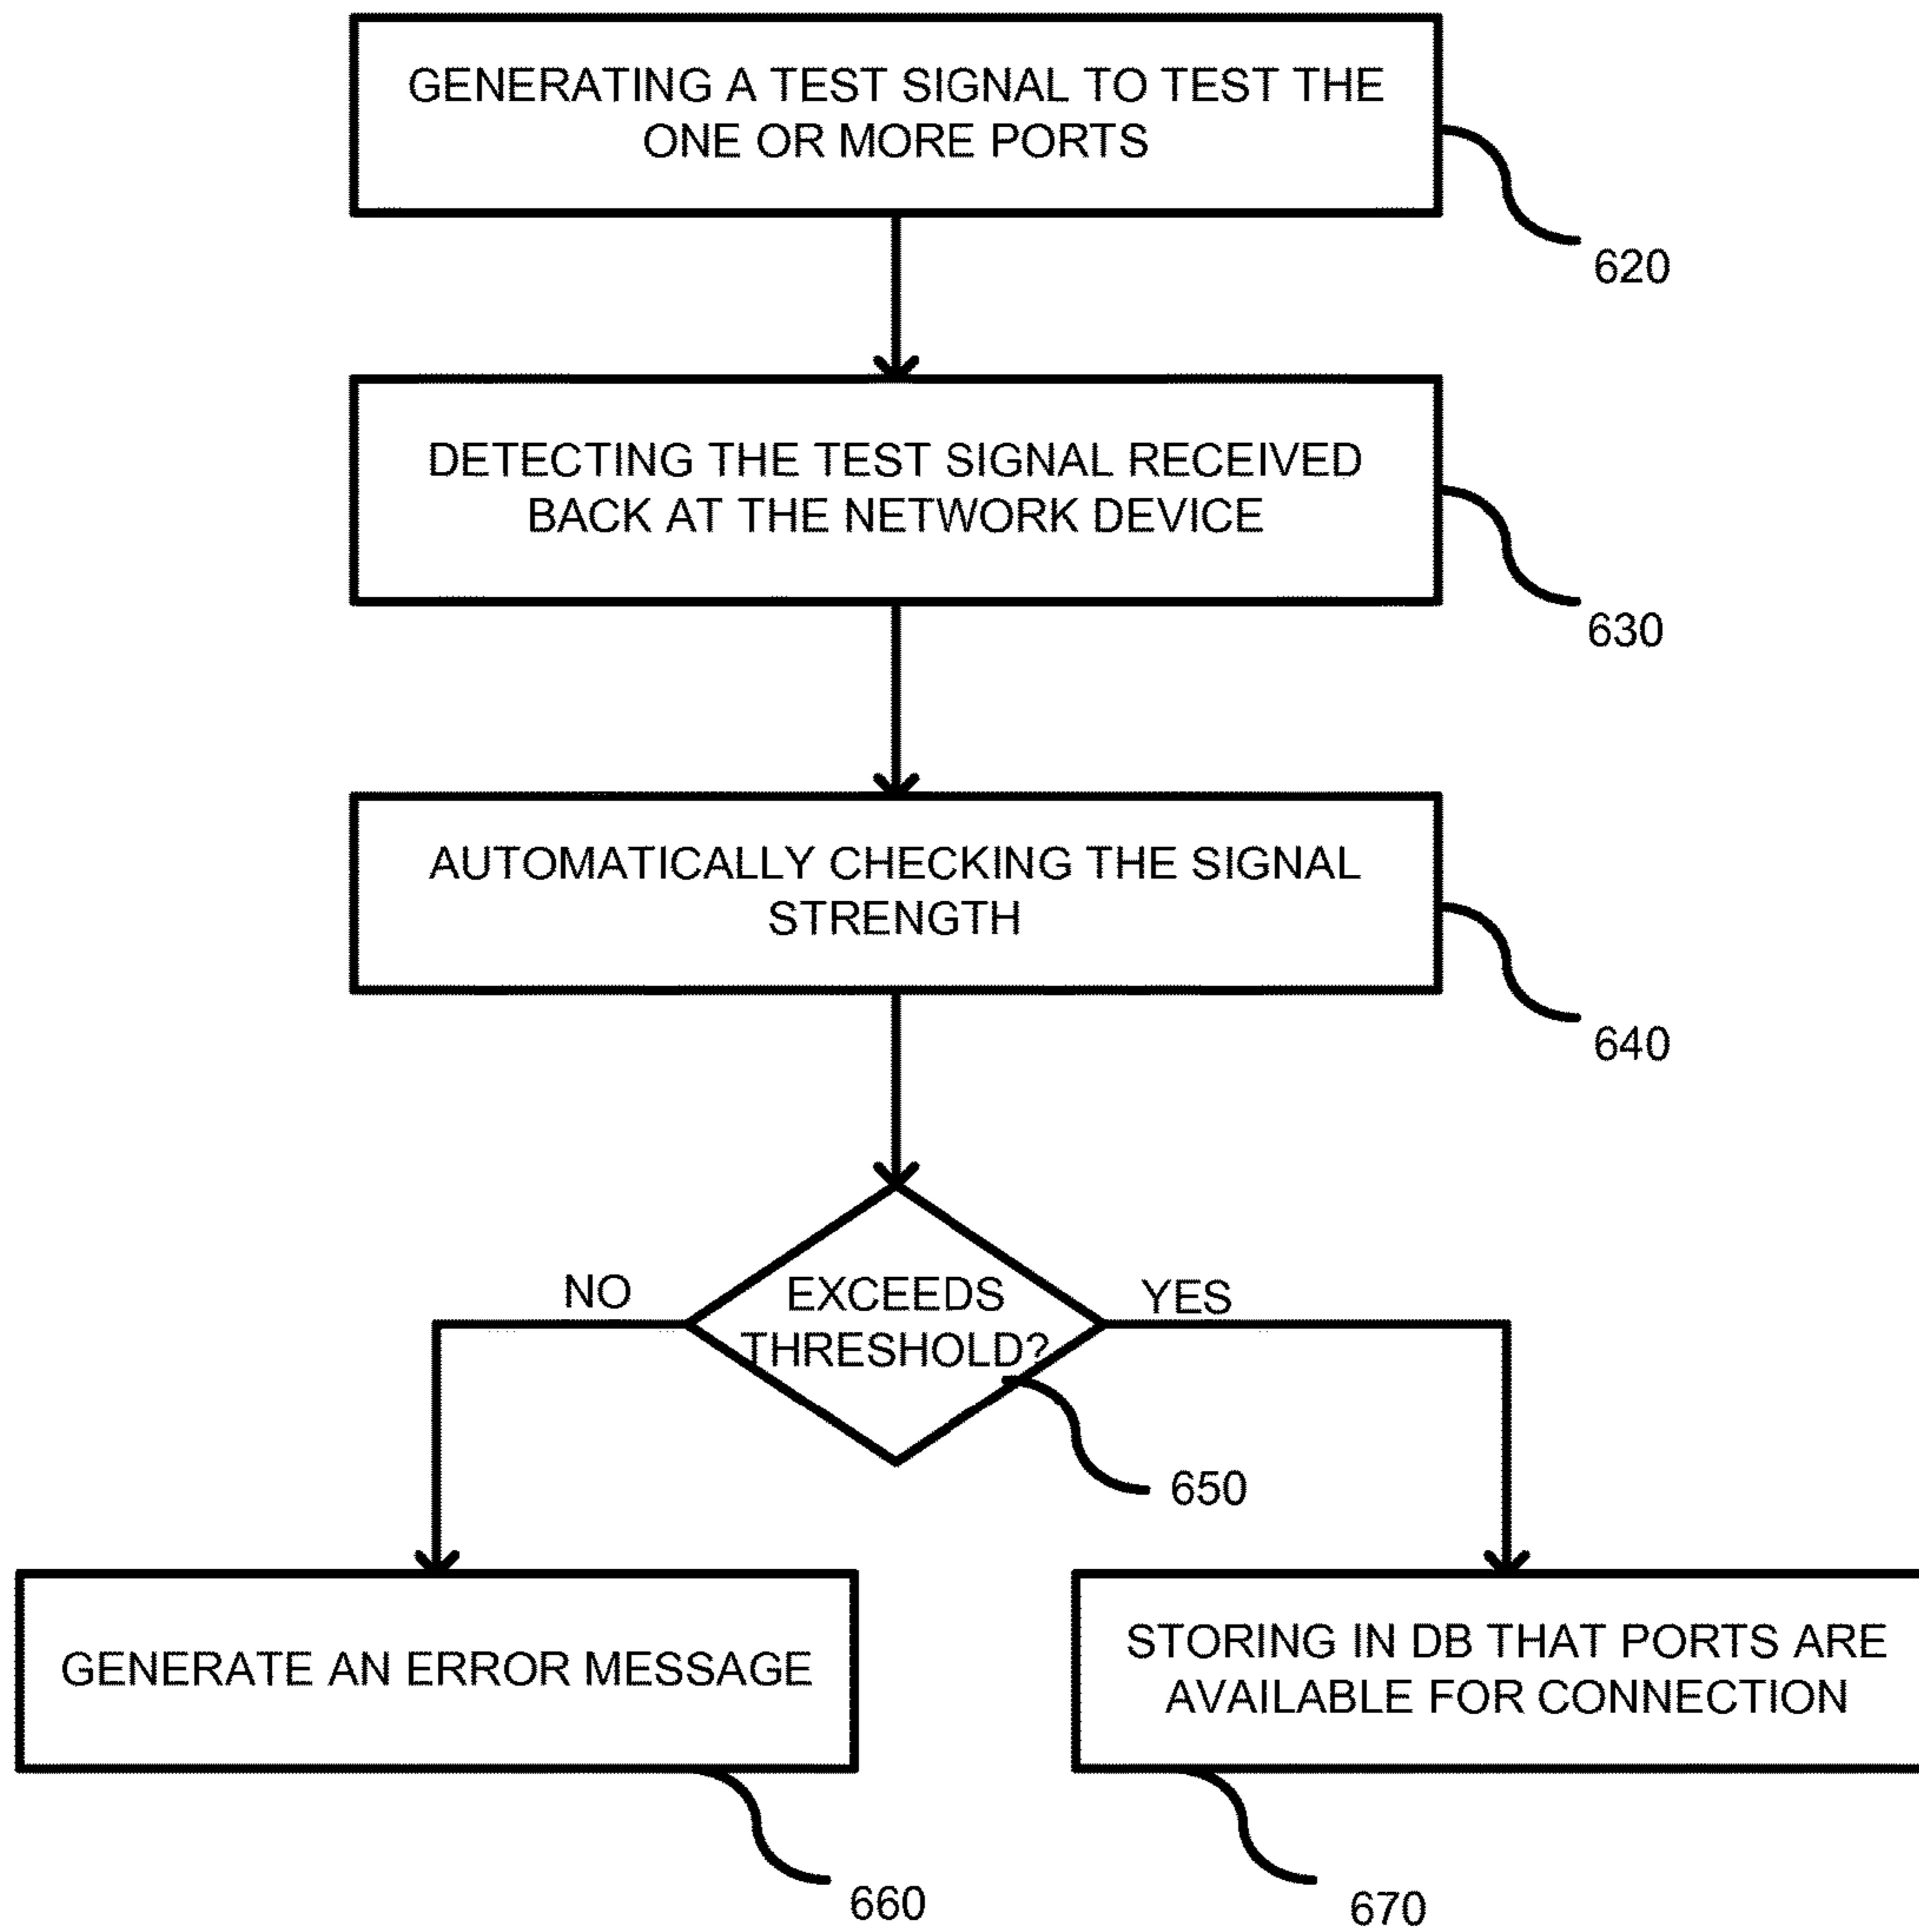 GENERATING A TEST SIGNAL TO TEST THE
ONE OR MORE PORTS
620
DETECTING THE TEST SIGNAL RECEIVED
BACK AT THE NETWORK DEVICE
630
AUTOMATICALLY CHECKING THE SIGNAL
STRENGTH
640
NO
EXCEEDS
THRESHOLD?
YES
650
GENERATE AN ERROR MESSAGE
STORING IN DB THAT PORTS ARE
AVAILABLE FOR CONNECTION
660
670